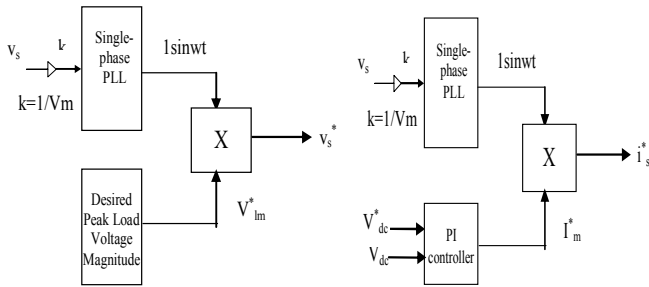 v_s
k
k=1/Vm
Single-
phase
PLL
1sinwt
X
v_s^*
Desired
Peak Load
Voltage
Magnitude
V^*_lm
v_s
k
k=1/Vm
Single-
phase
PLL
1sinwt
X
i^*_s
V^*_dc
V_dc
PI
controller
I^*_m